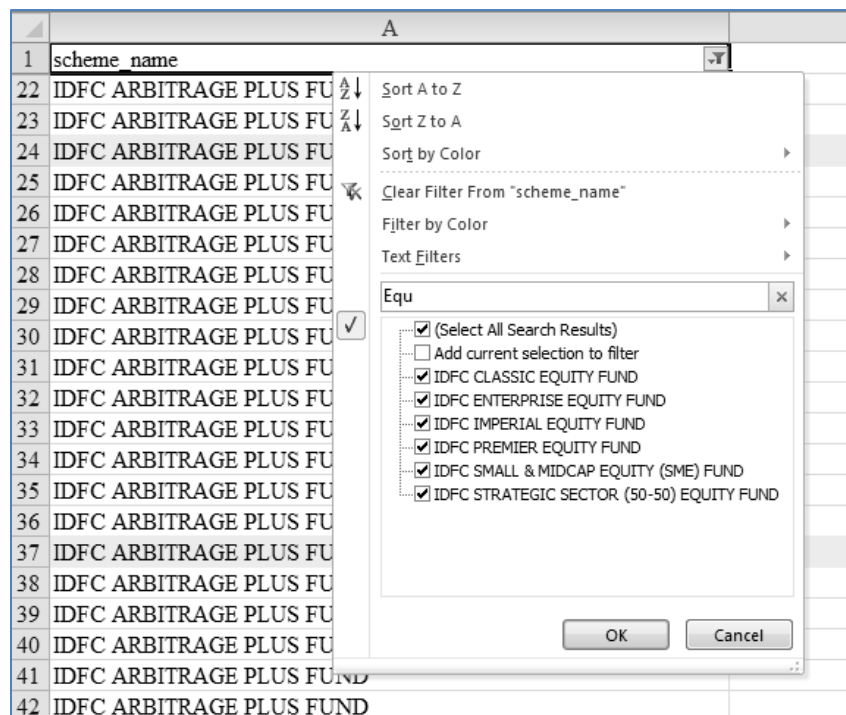 A
1 scheme_name
22 IDFC ARBITRAGE PLUS FU
23 IDFC ARBITRAGE PLUS FU
24 IDFC ARBITRAGE PLUS FU
25 IDFC ARBITRAGE PLUS FU
26 IDFC ARBITRAGE PLUS FU
27 IDFC ARBITRAGE PLUS FU
28 IDFC ARBITRAGE PLUS FU
29 IDFC ARBITRAGE PLUS FU
30 IDFC ARBITRAGE PLUS FU
31 IDFC ARBITRAGE PLUS FU
32 IDFC ARBITRAGE PLUS FU
33 IDFC ARBITRAGE PLUS FU
34 IDFC ARBITRAGE PLUS FU
35 IDFC ARBITRAGE PLUS FU
36 IDFC ARBITRAGE PLUS FU
37 IDFC ARBITRAGE PLUS FU
38 IDFC ARBITRAGE PLUS FU
39 IDFC ARBITRAGE PLUS FU
40 IDFC ARBITRAGE PLUS FU
41 IDFC ARBITRAGE PLUS FUND
42 IDFC ARBITRAGE PLUS FUND
Sort A to Z
Sort Z to A
Sort by Color
Clear Filter From "scheme_name"
Filter by Color
Text Filters
Equ
(Select All Search Results)
Add current selection to filter
IDFC CLASSIC EQUITY FUND
IDFC ENTERPRISE EQUITY FUND
IDFC IMPERIAL EQUITY FUND
IDFC PREMIER EQUITY FUND
IDFC SMALL & MIDCAP EQUITY (SME) FUND
IDFC STRATEGIC SECTOR (50-50) EQUITY FUND
OK Cancel